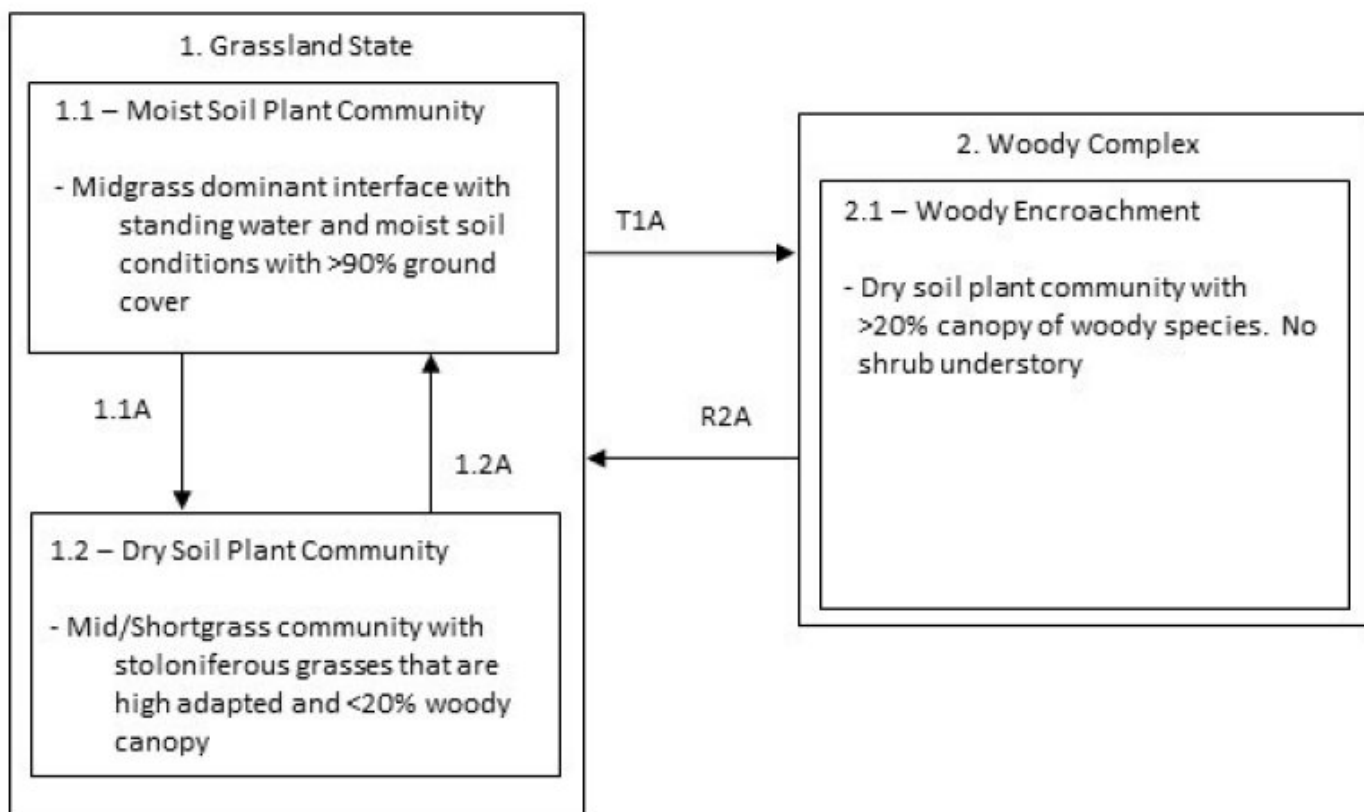 1. Grassland State
1.1 – Moist Soil Plant Community
- Midgrass dominant interface with
standing water and moist soil
conditions with >90% ground
cover
1.1A
1.2A
1.2 – Dry Soil Plant Community
- Mid/Shortgrass community with
stoloniferous grasses that are
high adapted and <20% woody
canopy
T1A
R2A
2. Woody Complex
2.1 – Woody Encroachment
- Dry soil plant community with
>20% canopy of woody species.  No
shrub understory